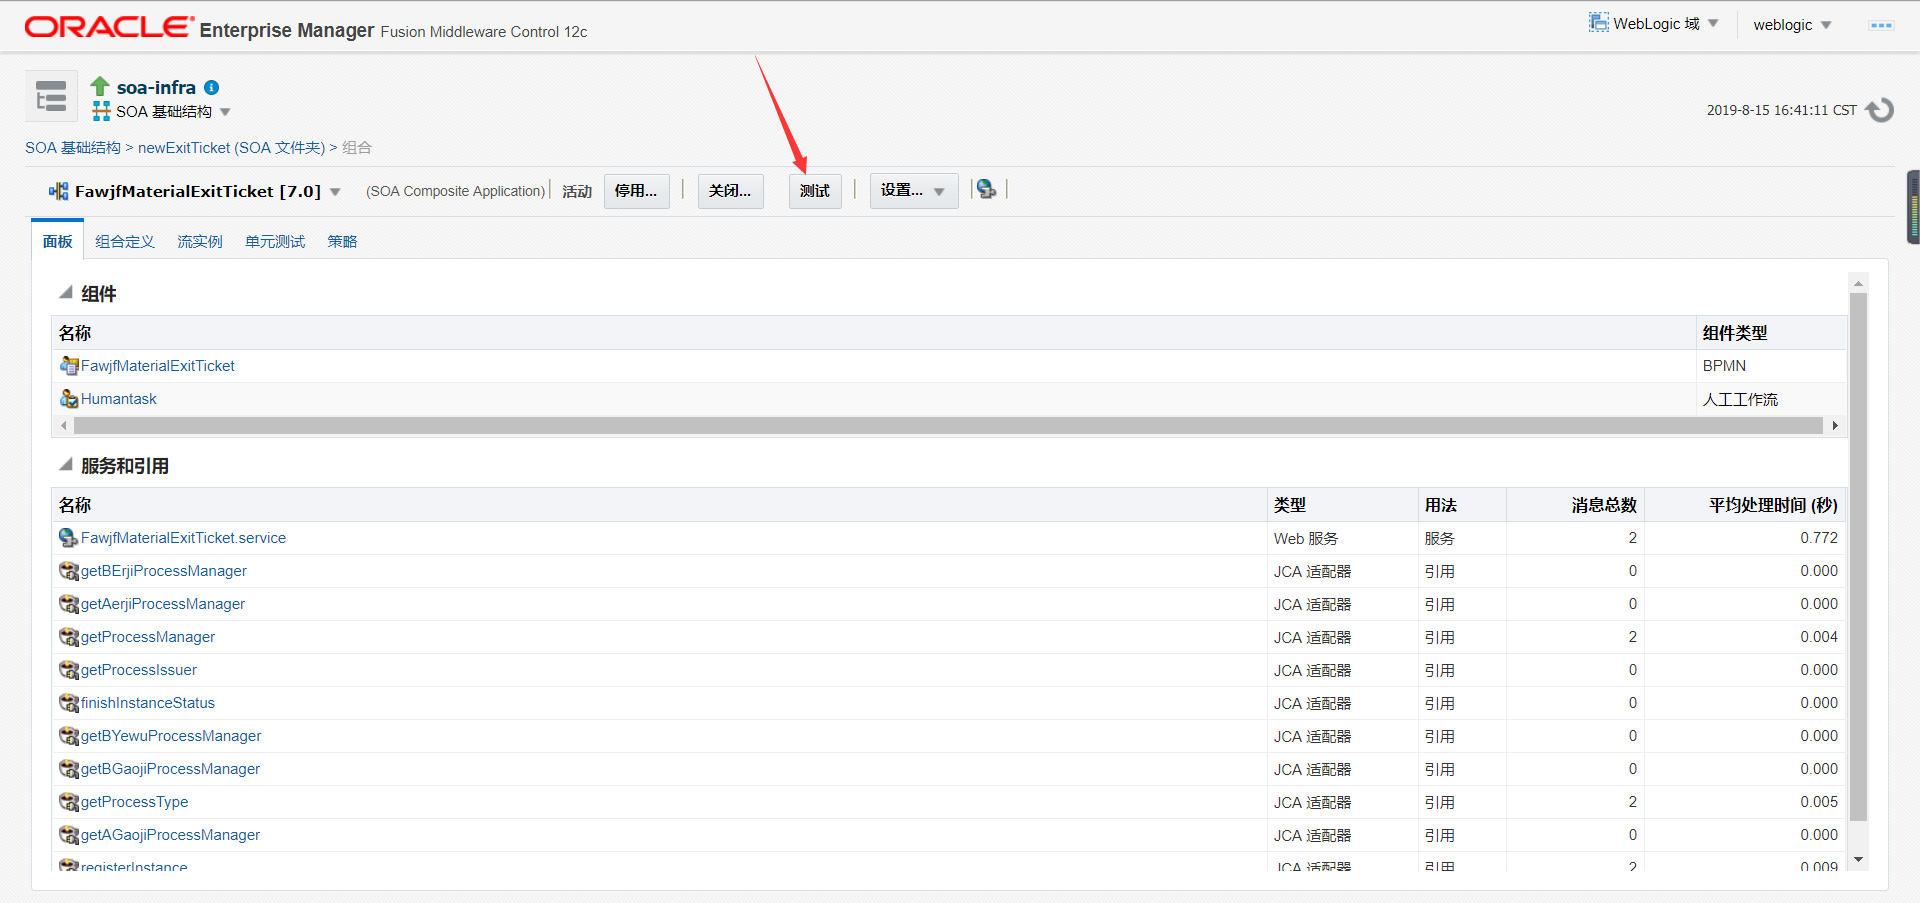 ORACLE Enterprise Manager Fusion Middleware Control 12c
WebLogic 域 weblogic
soa-infra
SOA 基础结构
2019-8-15 16:41:11 CST
SOA 基础结构 > newExitTicket (SOA 文件夹) > 组合
FawjfMaterialExitTicket [7.0] (SOA Composite Application) 活动 停用... 关闭... 测试 设置...
面板 组合定义 流实例 单元测试 策略
组件
名称 组件类型
FawjfMaterialExitTicket BPMN
Humantask 人工工作流
服务和引用
名称 类型 用法 消息总数 平均处理时间 (秒)
FawjfMaterialExitTicket.service Web 服务 服务 2 0.772
getBErjiProcessManager JCA 适配器 引用 0 0.000
getAerjiProcessManager JCA 适配器 引用 0 0.000
getProcessManager JCA 适配器 引用 2 0.004
getProcessIssuer JCA 适配器 引用 0 0.000
finishInstanceStatus JCA 适配器 引用 0 0.000
getBYewuProcessManager JCA 适配器 引用 0 0.000
getBGaojiProcessManager JCA 适配器 引用 0 0.000
getProcessType JCA 适配器 引用 2 0.005
getAGaojiProcessManager JCA 适配器 引用 0 0.000
registerInstance JCA 适配器 引用 2 0.009